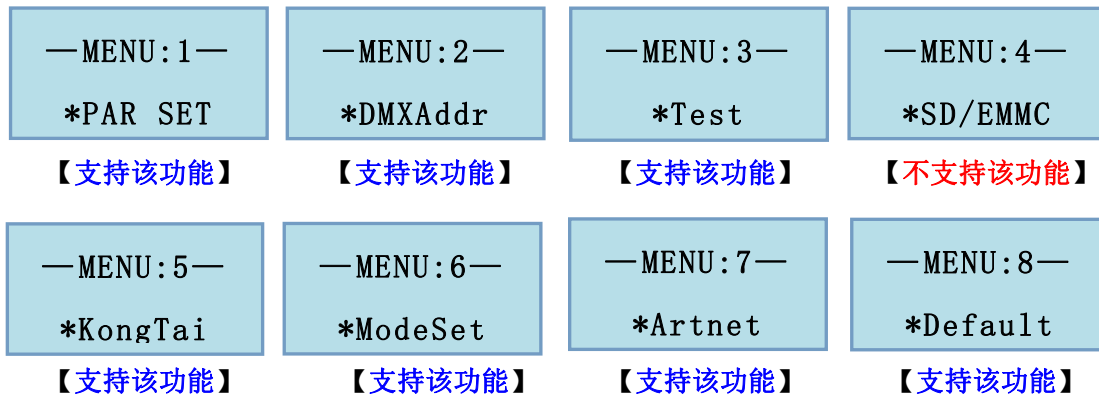 —MENU:1—
*PAR SET
【支持该功能】
—MENU:2—
*DMXAddr
【支持该功能】
—MENU:3—
*Test
【支持该功能】
—MENU:4—
*SD/EMMC
【不支持该功能】
—MENU:5—
*KongTai
【支持该功能】
—MENU:6—
*ModeSet
【支持该功能】
—MENU:7—
*Artnet
【支持该功能】
—MENU:8—
*Default
【支持该功能】